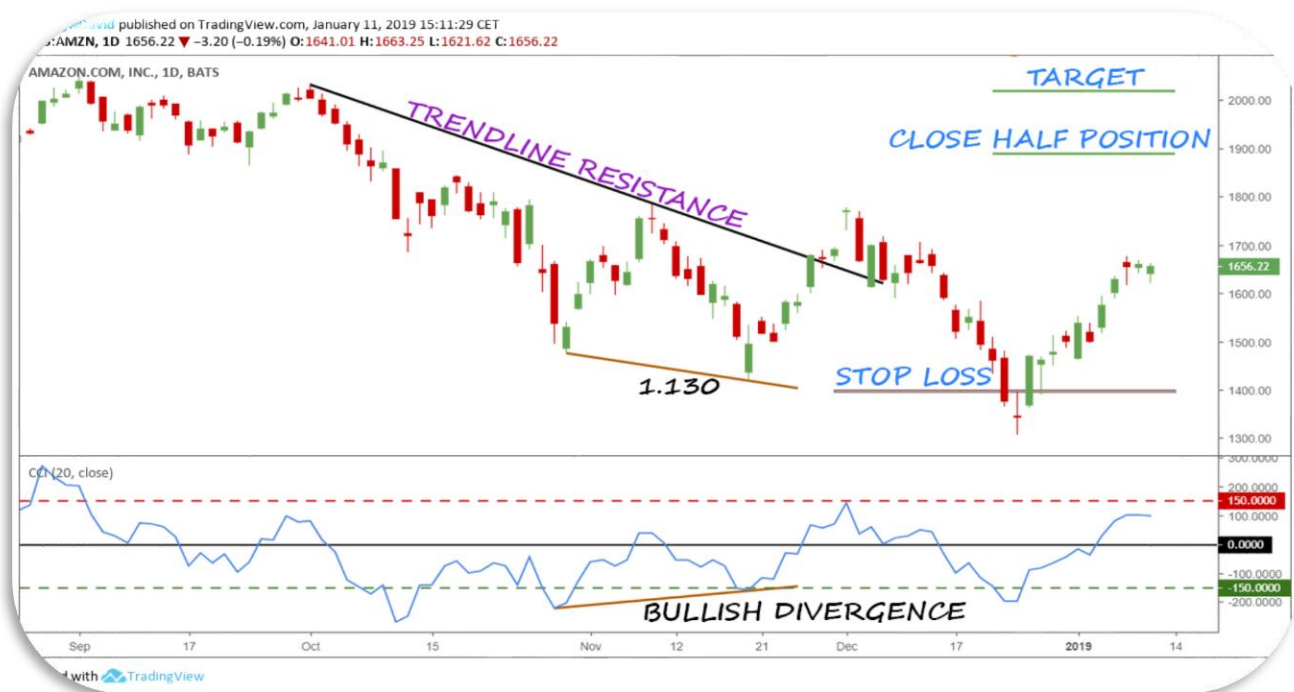 published on TradingView.com, January 11, 2019 15:11:29 CET
:AMZN, 1D 1656.22 ▼ −3.20 (−0.19%) O:1641.01 H:1663.25 L:1621.62 C:1656.22
AMAZON.COM, INC., 1D, BATS
TARGET
2000.00
CLOSE HALF POSITION
1900.00
TRENDLINE RESISTANCE
1800.00
1700.00
1656.22
1600.00
1500.00
STOP LOSS
1.130
1400.00
1300.00
CCI (20, close)
300.0000
200.0000
150.0000
100.0000
0.0000
-100.0000
-150.0000
-200.0000
BULLISH DIVERGENCE
Sep 17 Oct 15 Nov 12 21 Dec 17 2019 14
with TradingView